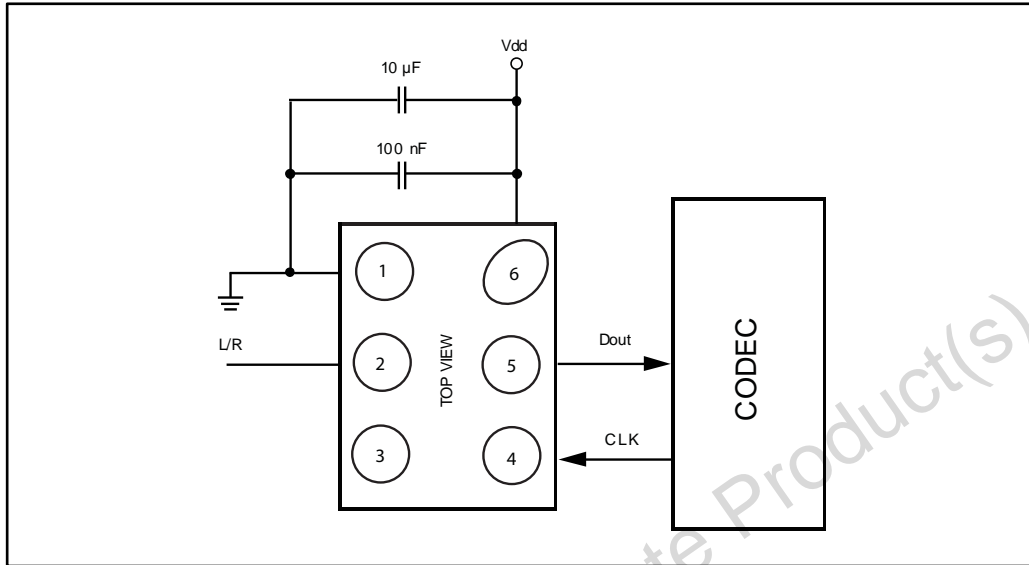 Vdd
10 µF
100 nF
1
6
L/R
2
TOP VIEW
5
Dout
CODEC
3
4
CLK
te Product(s)